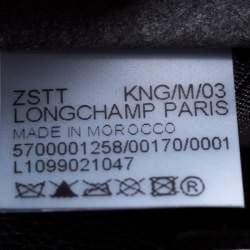 ZSTT KNG/M/03
LONGCHAMP PARIS
MADE IN MOROCCO
5700001258/00170/0001
L1099021047